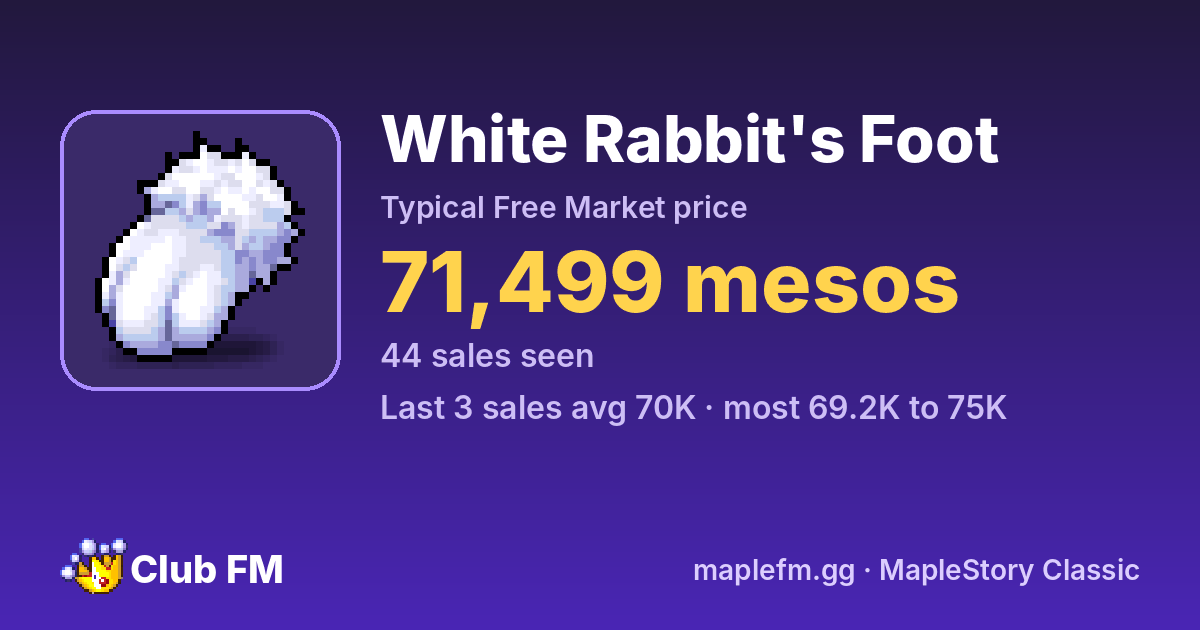 White Rabbit's Foot
Typical Free Market price
71,499 mesos
44 sales seen
Last 3 sales avg 70K · most 69.2K to 75K
Club FM
maplefm.gg · MapleStory Classic